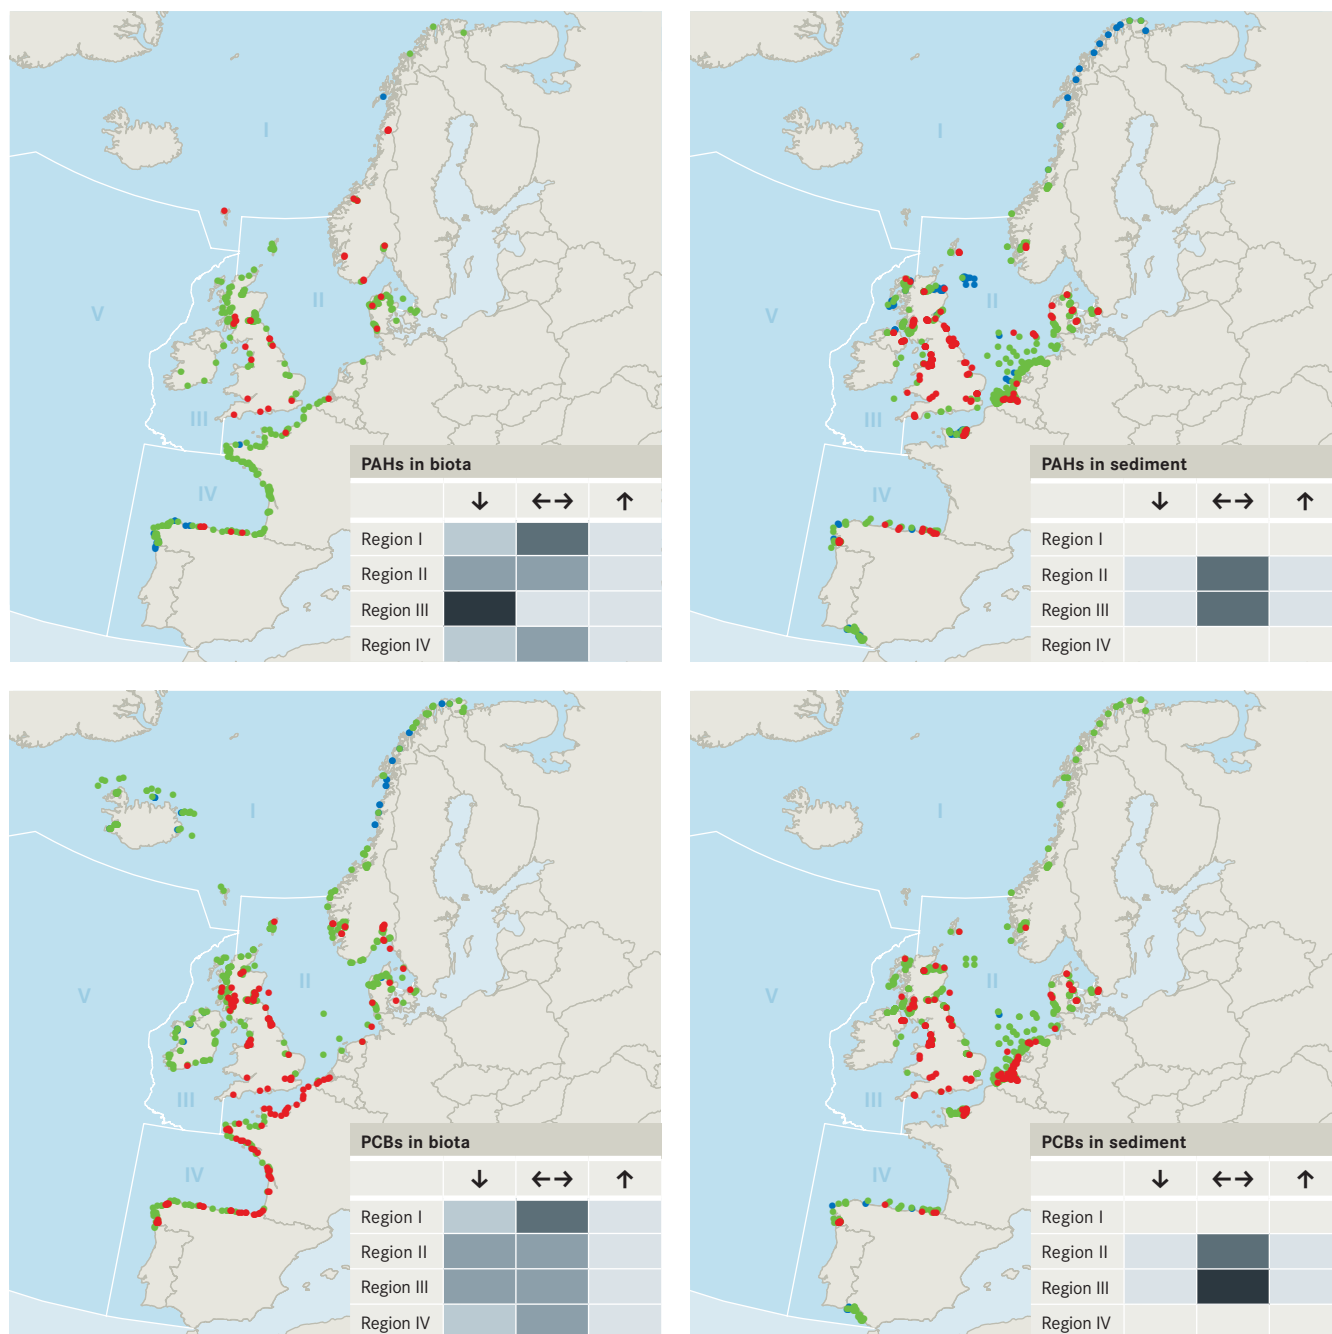 I
II
V
III
IV
PAHs in biota
↓ ←→ ↑
Region I
Region II
Region III
Region IV
I
II
V
III
IV
PAHs in sediment
↓ ←→ ↑
Region I
Region II
Region III
Region IV
I
II
V
III
IV
PCBs in biota
↓ ←→ ↑
Region I
Region II
Region III
Region IV
I
II
V
III
IV
PCBs in sediment
↓ ←→ ↑
Region I
Region II
Region III
Region IV